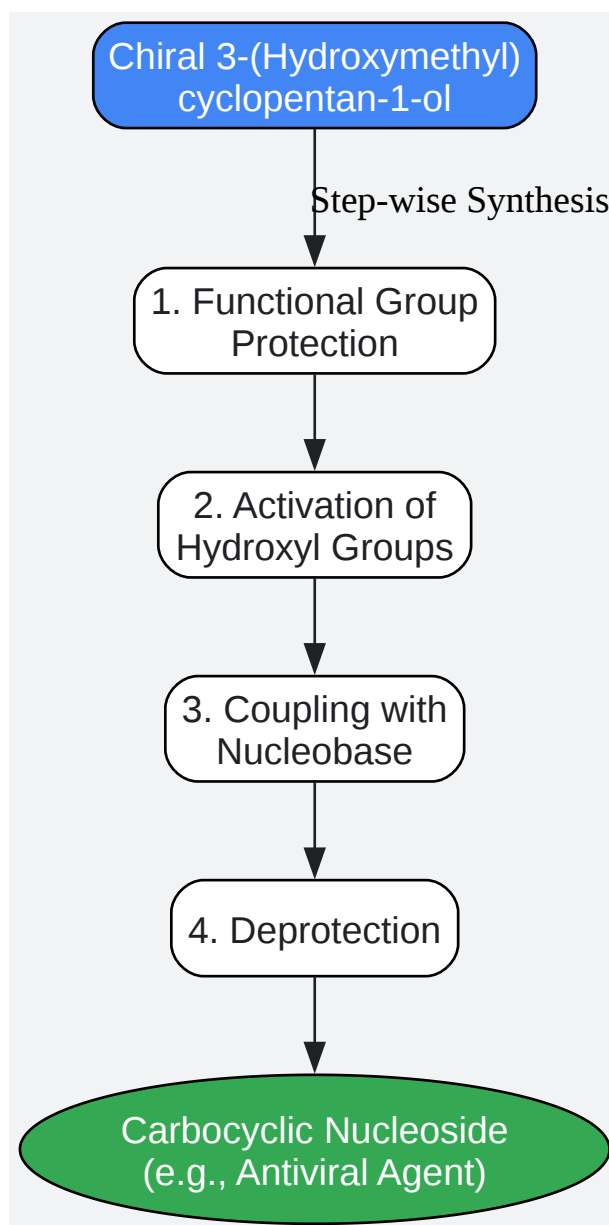 Chiral 3-(Hydroxymethyl)
cyclopentan-1-ol
Step-wise Synthesis
1. Functional Group
Protection
2. Activation of
Hydroxyl Groups
3. Coupling with
Nucleobase
4. Deprotection
Carbocyclic Nucleoside
(e.g., Antiviral Agent)